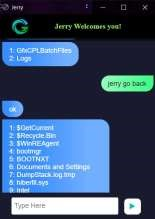 Jerry
Jerry Welcomes you!
1: GfxCPLBatchFiles
2: Logs
jerry go back
ok
1: $GetCurrent
2: $Recycle.Bin
3: $WinREAgent
4: bootmgr
5: BOOTNXT
6: Documents and Settings
7: DumpStack.log.tmp
8: hiberfil.sys
9: Intel
Type Here